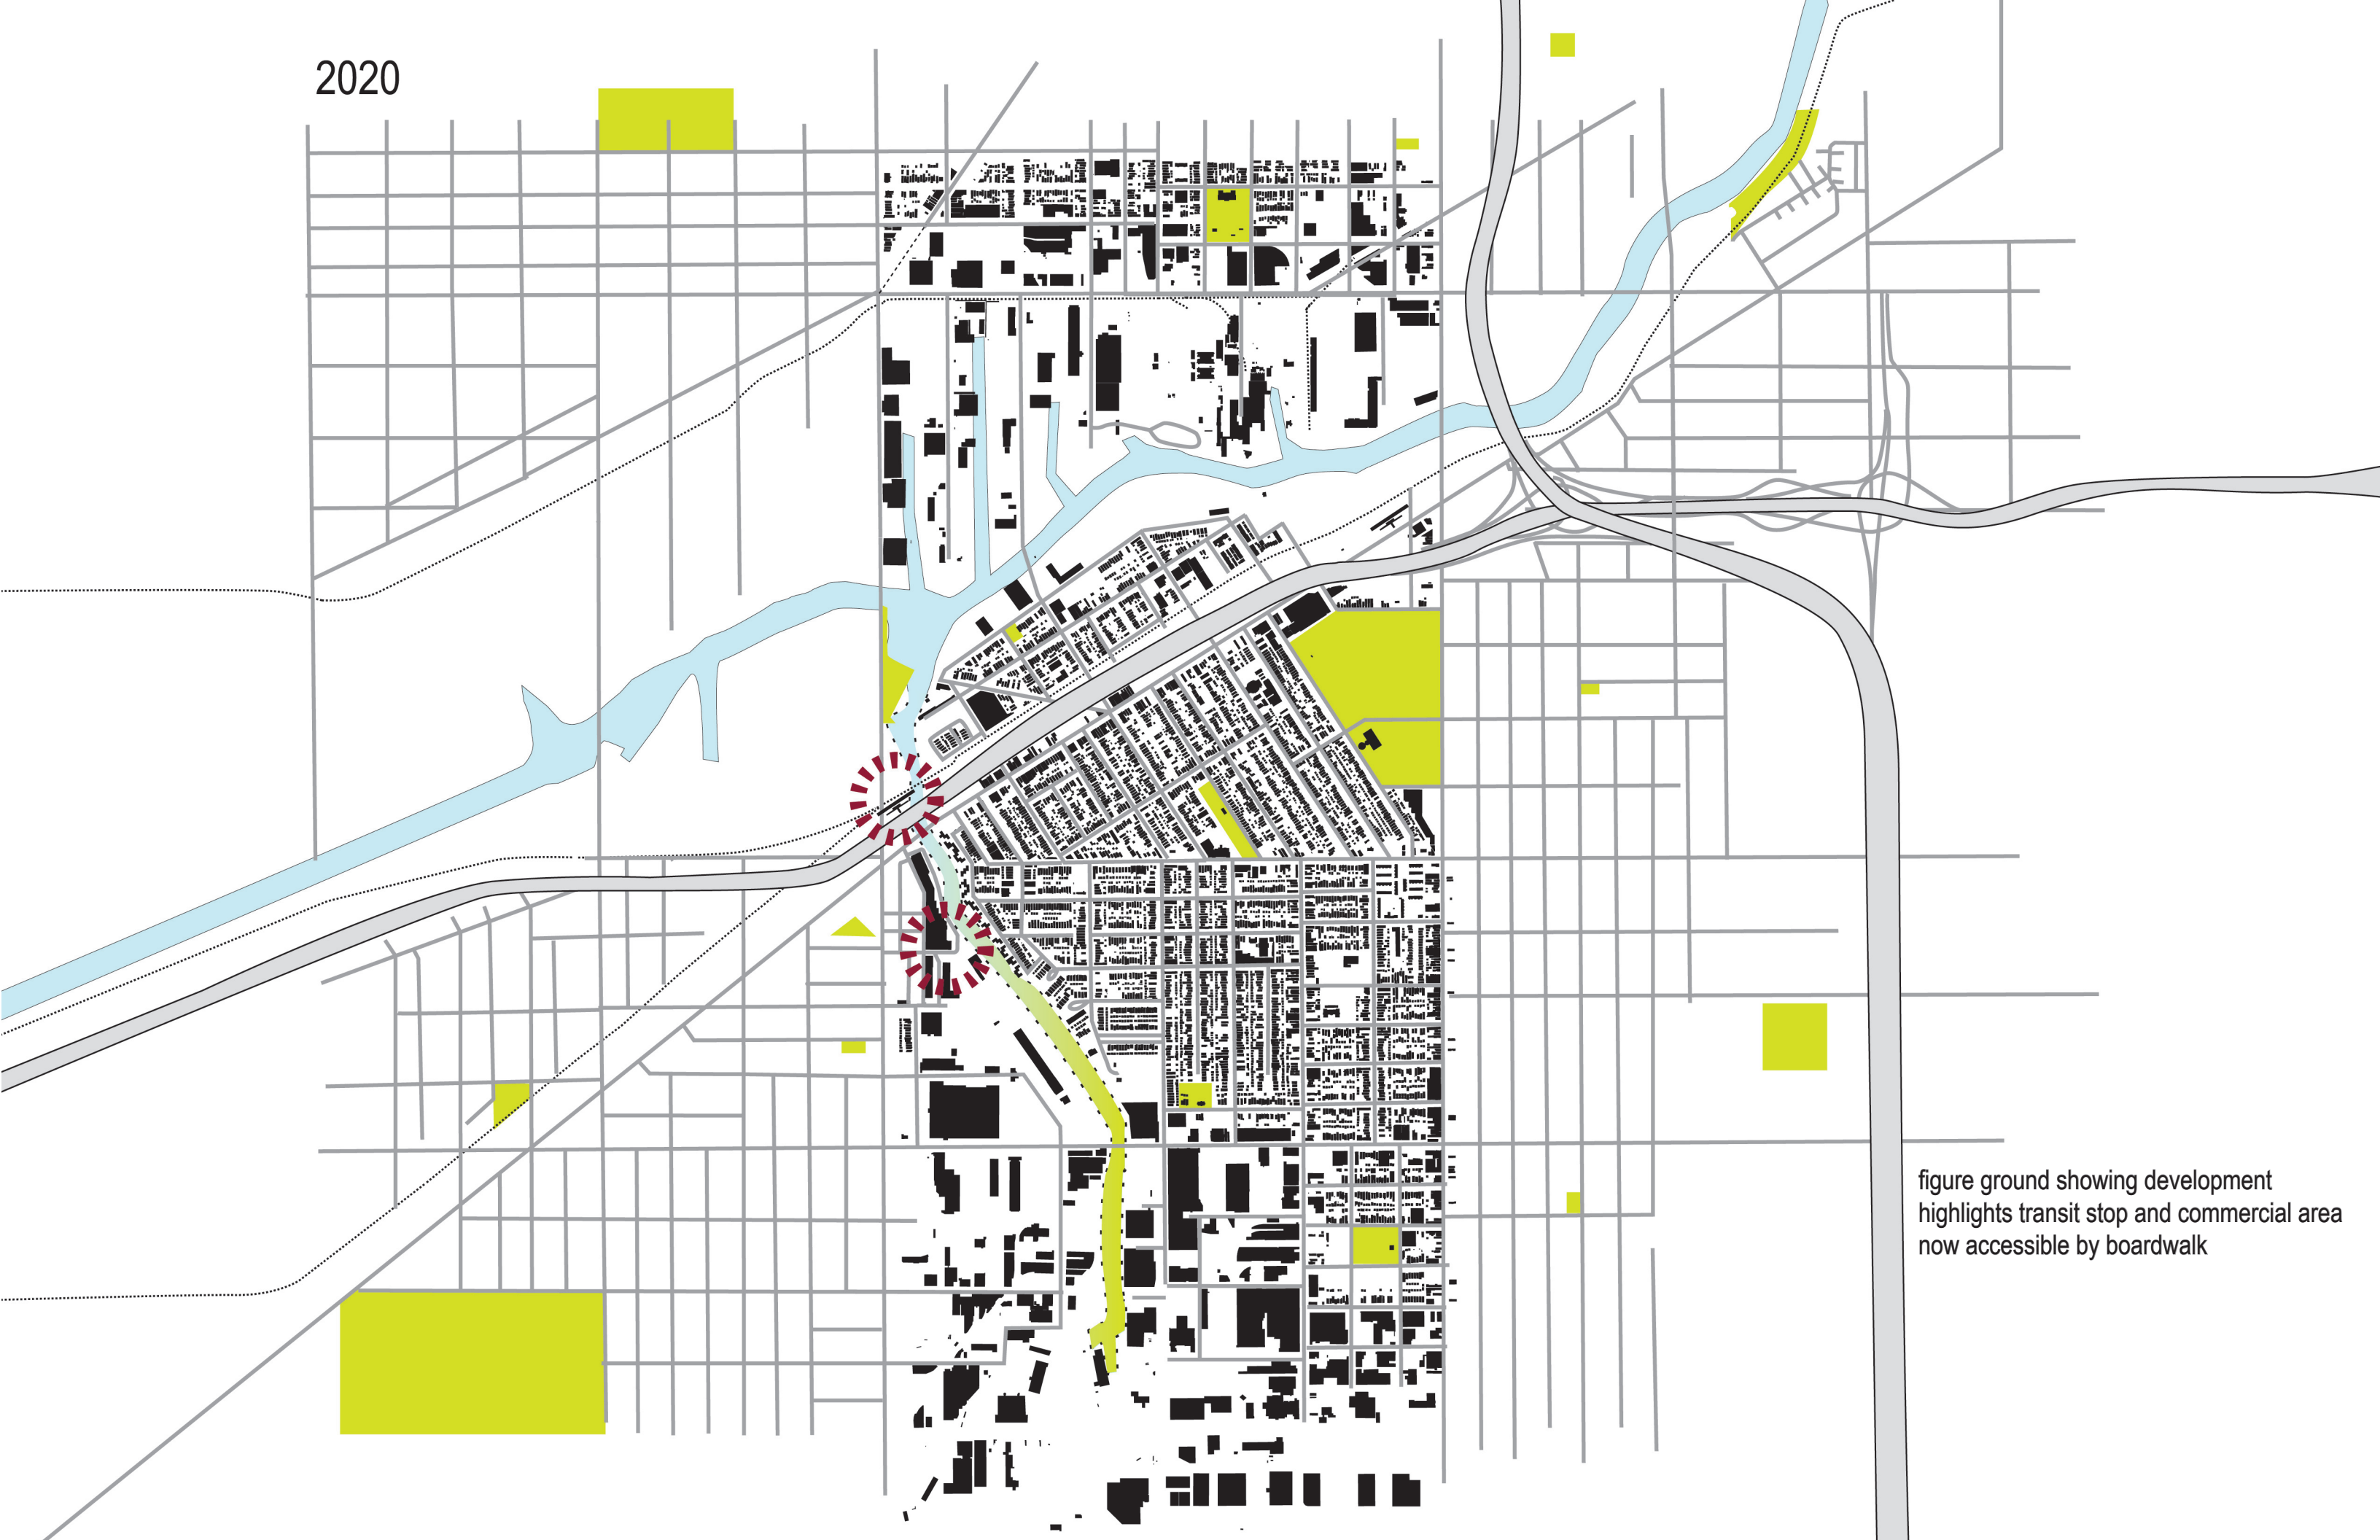 2020
figure ground showing development
highlights transit stop and commercial area
now accessible by boardwalk